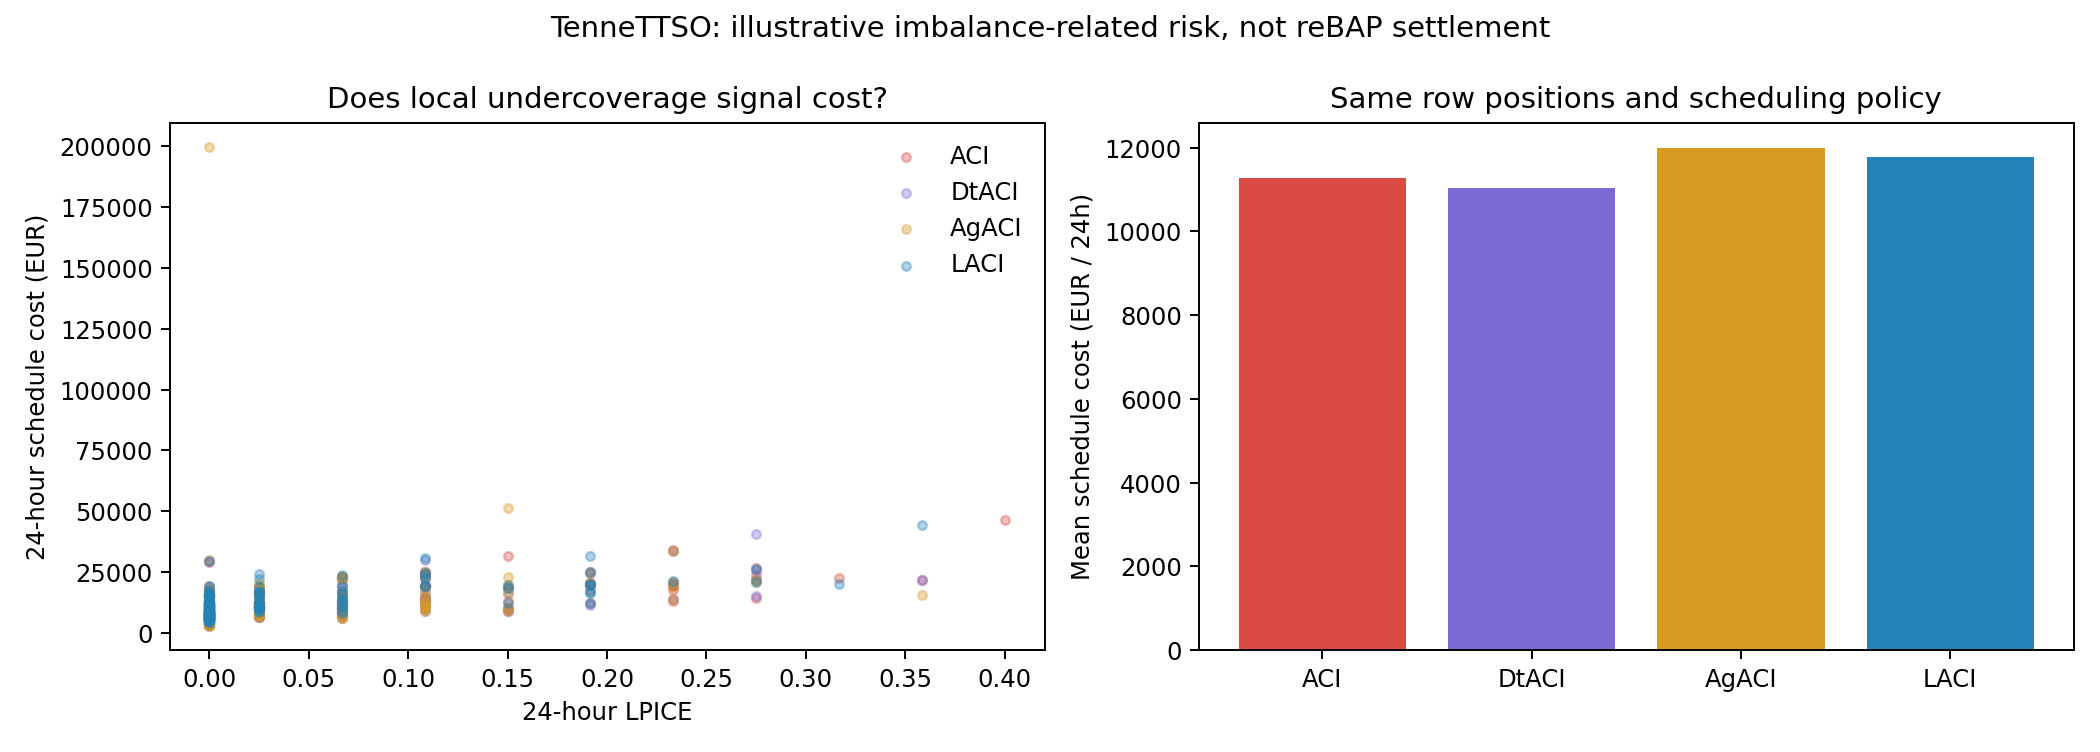 TenneTTSO: illustrative imbalance-related risk, not reBAP settlement
Does local undercoverage signal cost?
24-hour schedule cost (EUR)
200000
175000
150000
125000
100000
75000
50000
25000
0
ACI
DtACI
AgACI
LACI
0.00 0.05 0.10 0.15 0.20 0.25 0.30 0.35 0.40
24-hour LPICE
Same row positions and scheduling policy
Mean schedule cost (EUR / 24h)
12000
10000
8000
6000
4000
2000
0
ACI DtACI AgACI LACI